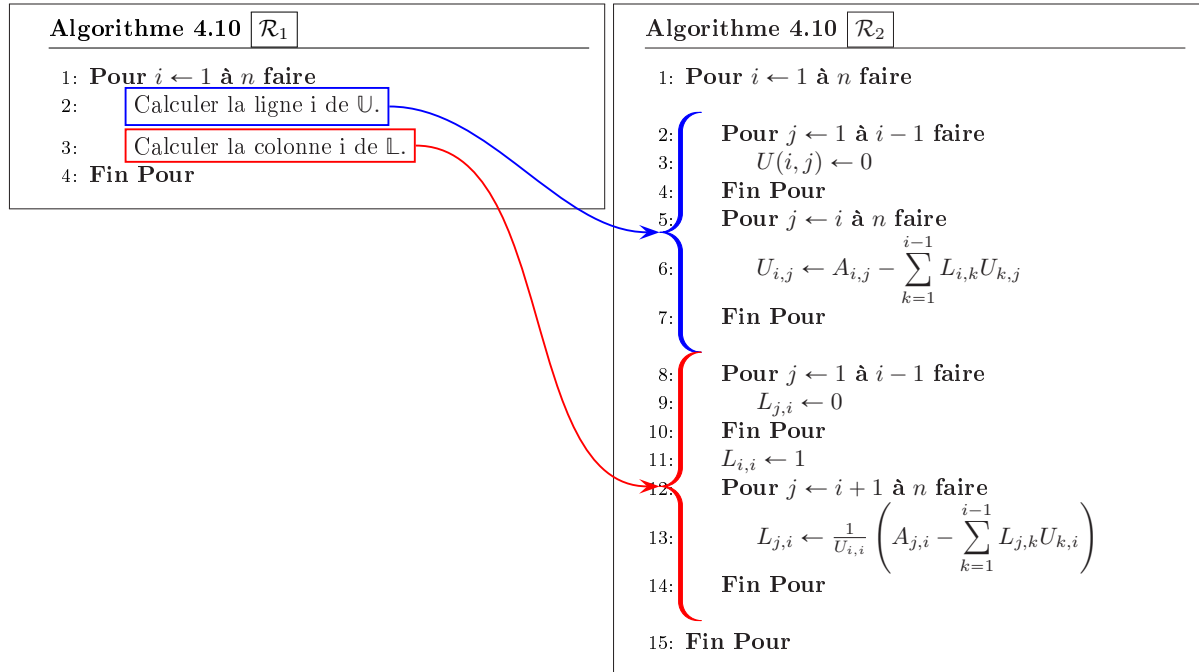 Algorithme 4.10 R₁
1: Pour i ← 1 à n faire
2: Calculer la ligne i de 𝕌.
3: Calculer la colonne i de 𝕃.
4: Fin Pour
Algorithme 4.10 R₂
1: Pour i ← 1 à n faire
2: Pour j ← 1 à i − 1 faire
3: U(i, j) ← 0
4: Fin Pour
5: Pour j ← i à n faire
6: U_{i,j} ← A_{i,j} − \sum_{k=1}^{i−1} L_{i,k}U_{k,j}
7: Fin Pour
8: Pour j ← 1 à i − 1 faire
9: L_{j,i} ← 0
10: Fin Pour
11: L_{i,i} ← 1
12: Pour j ← i + 1 à n faire
13: L_{j,i} ← \frac{1}{U_{i,i}} ( A_{j,i} − \sum_{k=1}^{i−1} L_{j,k}U_{k,i} )
14: Fin Pour
15: Fin Pour